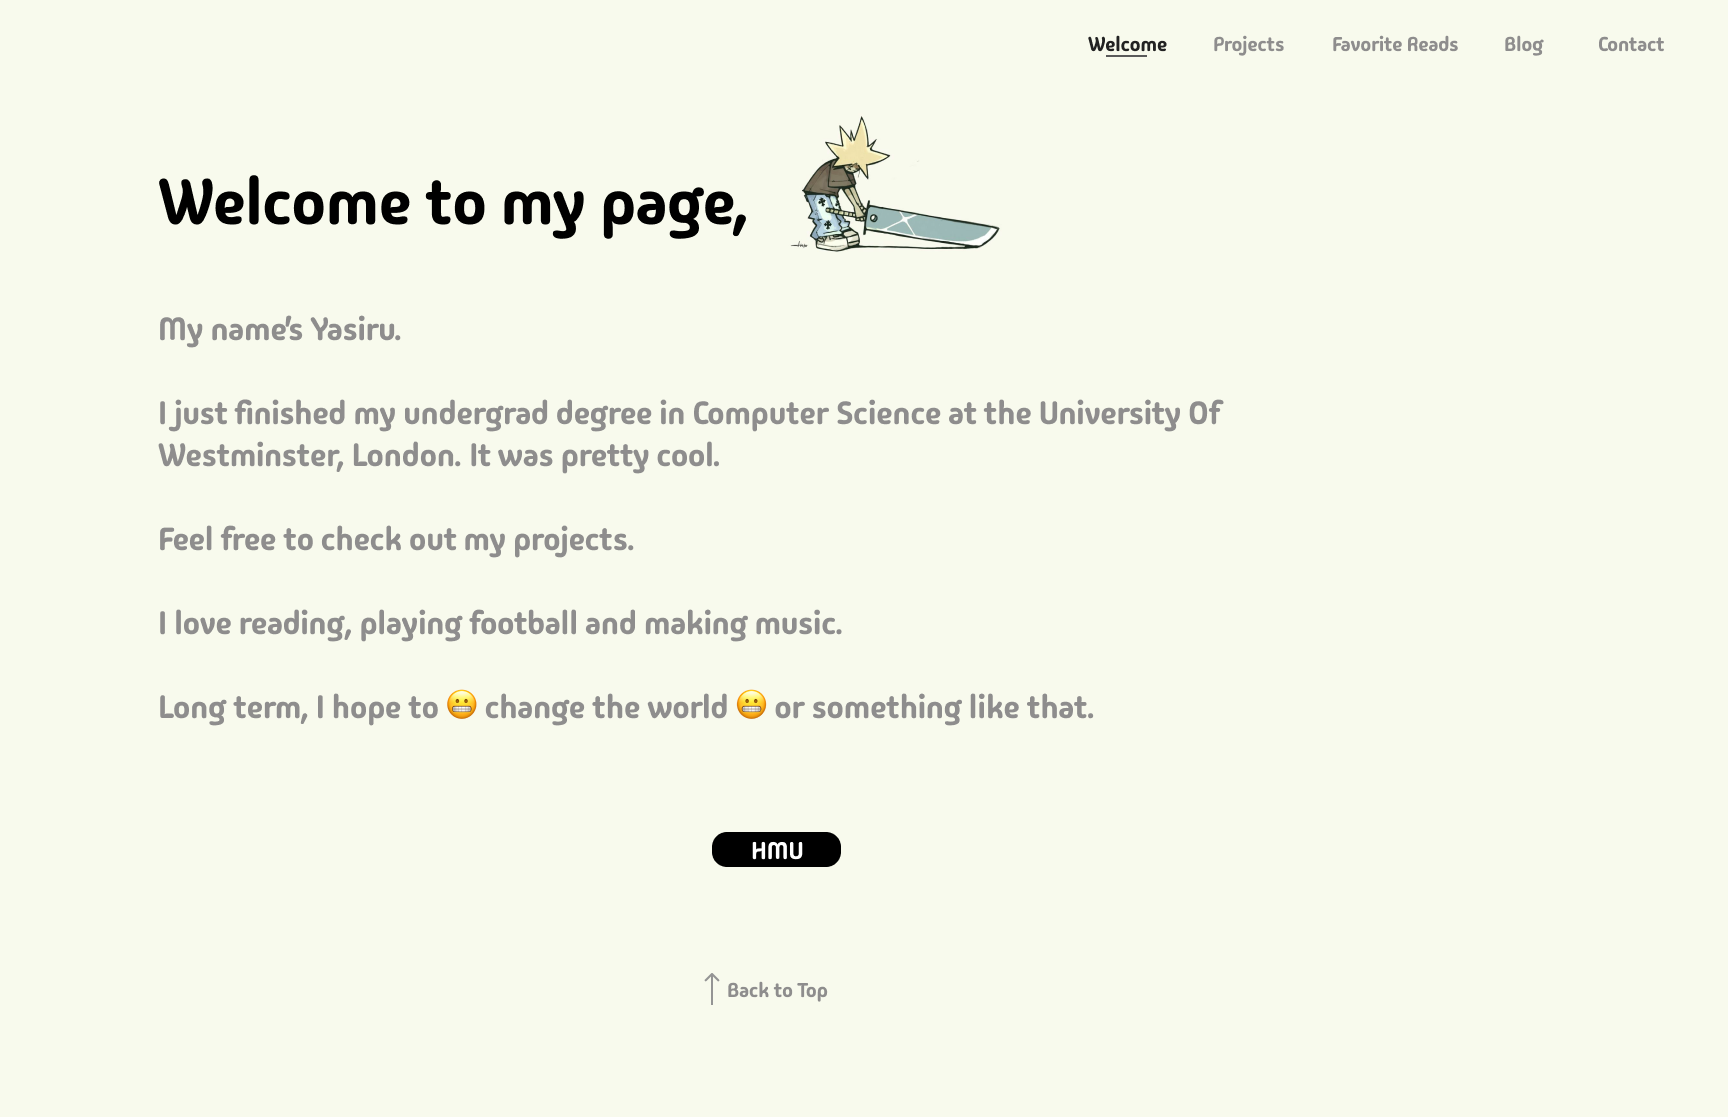 Welcome Projects Favorite Reads Blog Contact
Welcome to my page,
My name's Yasiru.
I just finished my undergrad degree in Computer Science at the University Of
Westminster, London. It was pretty cool.
Feel free to check out my projects.
I love reading, playing football and making music.
Long term, I hope to 😬 change the world 😬 or something like that.
HMU
Back to Top